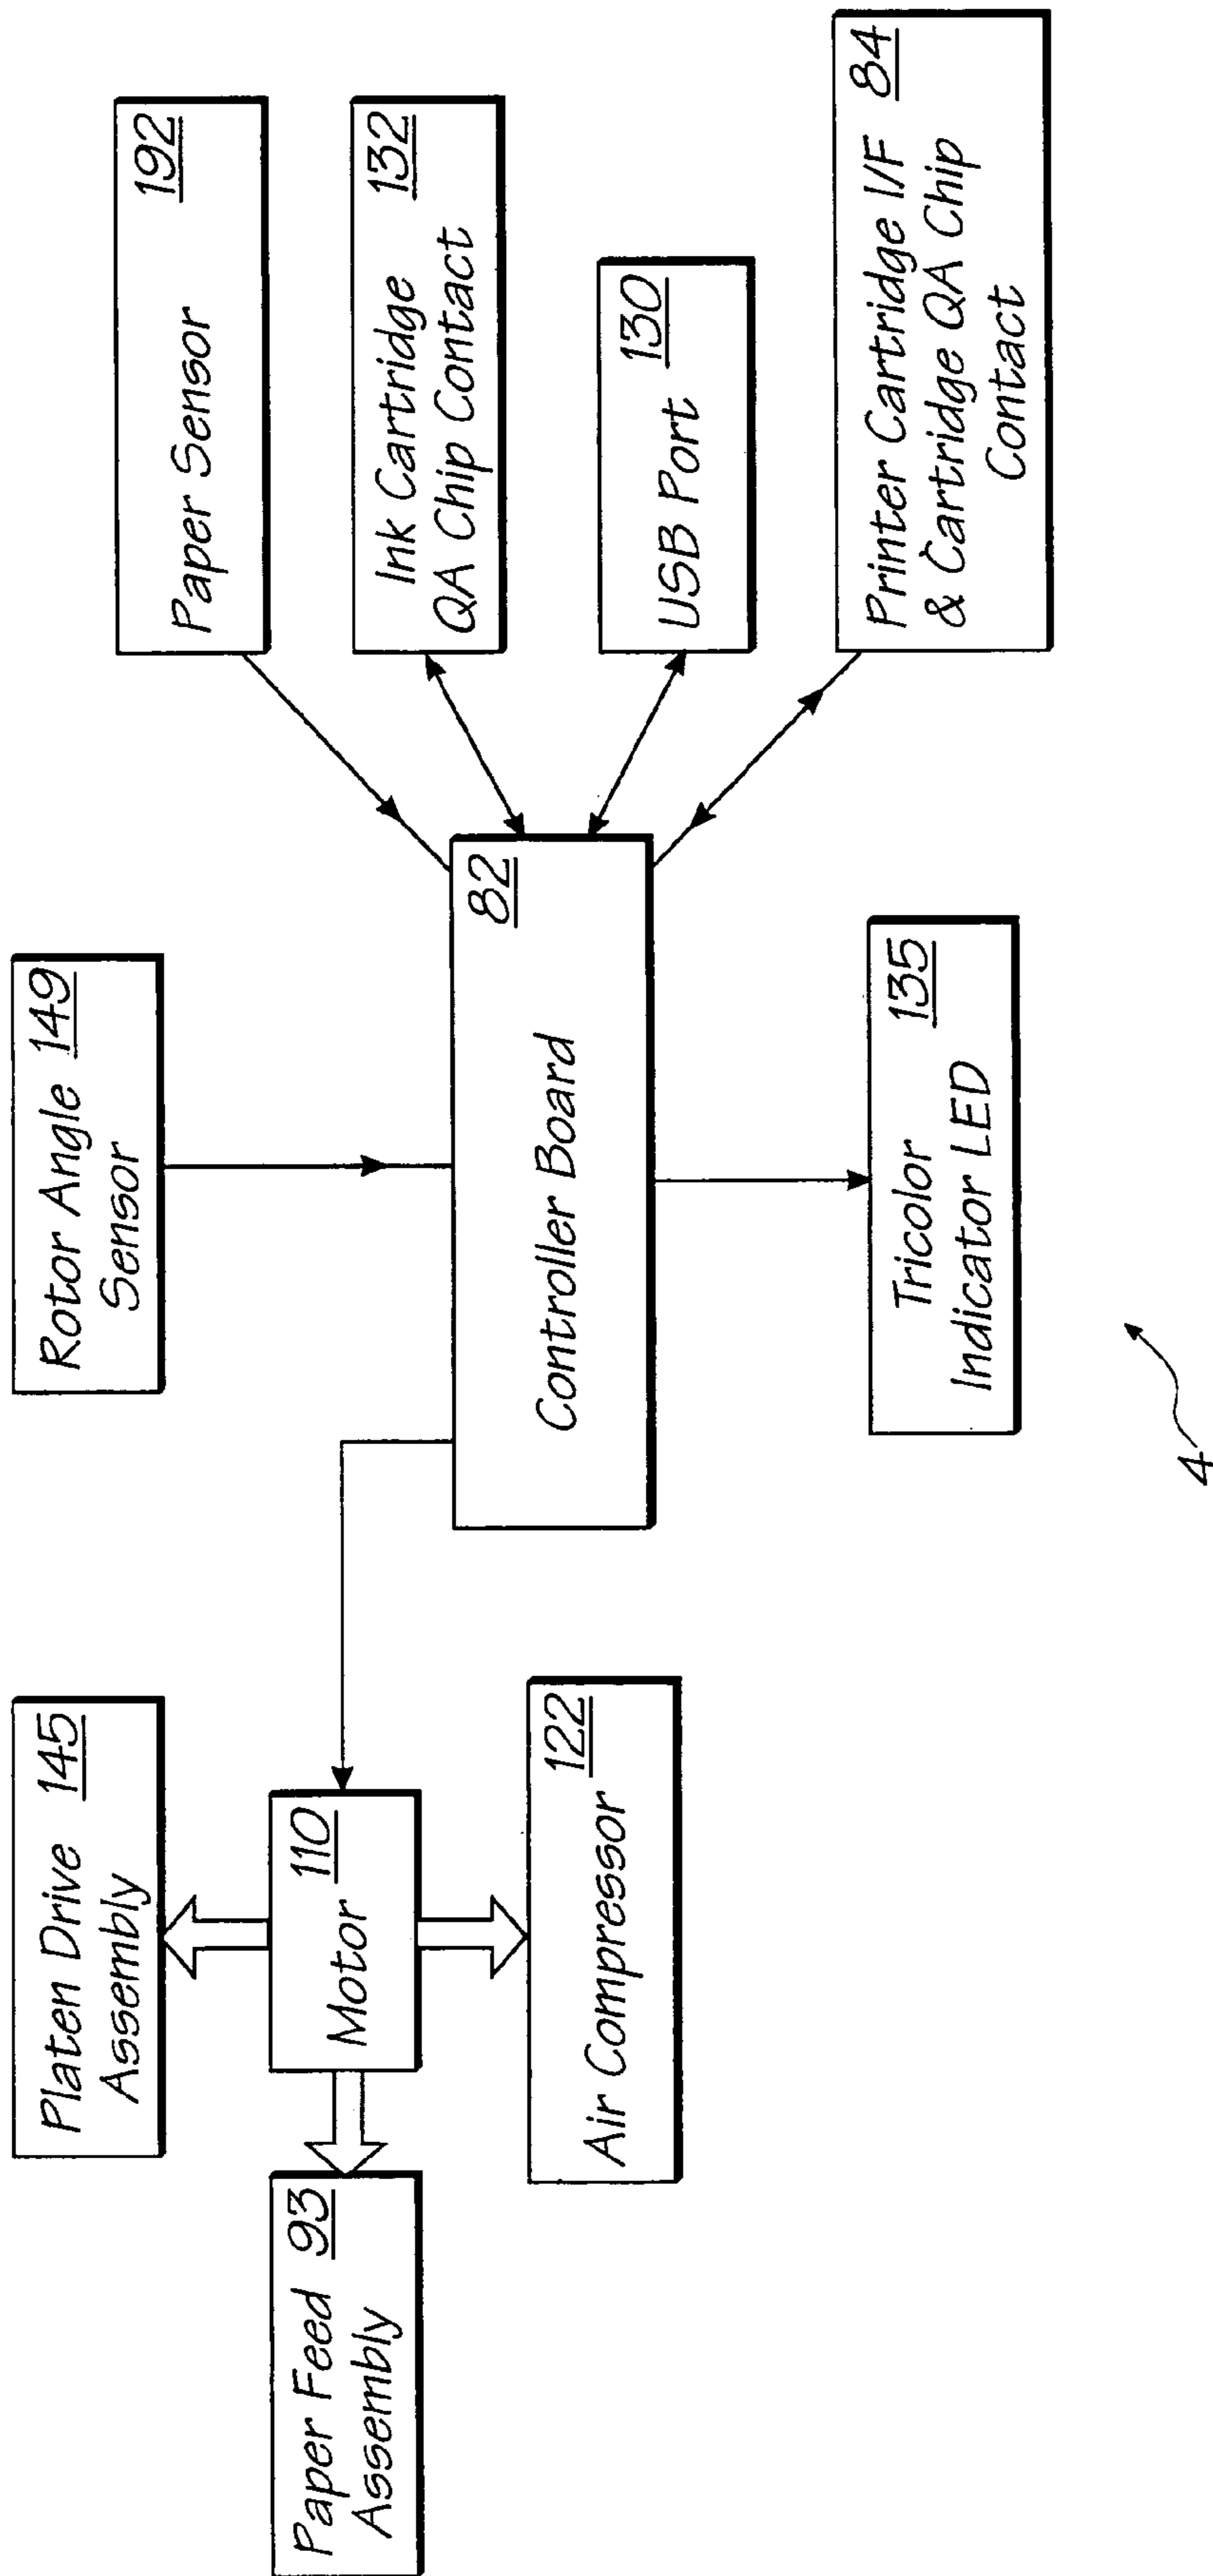 Platen Drive 145
Assembly
Rotor Angle 149
Sensor
Paper Sensor 192
Paper Feed 93
Assembly
Motor 110
Ink Cartridge 132
QA Chip Contact
Controller Board 82
Air Compressor 122
USB Port 130
Tricolor 135
Indicator LED
Printer Cartridge I/F 84
& Cartridge QA Chip
Contact
4